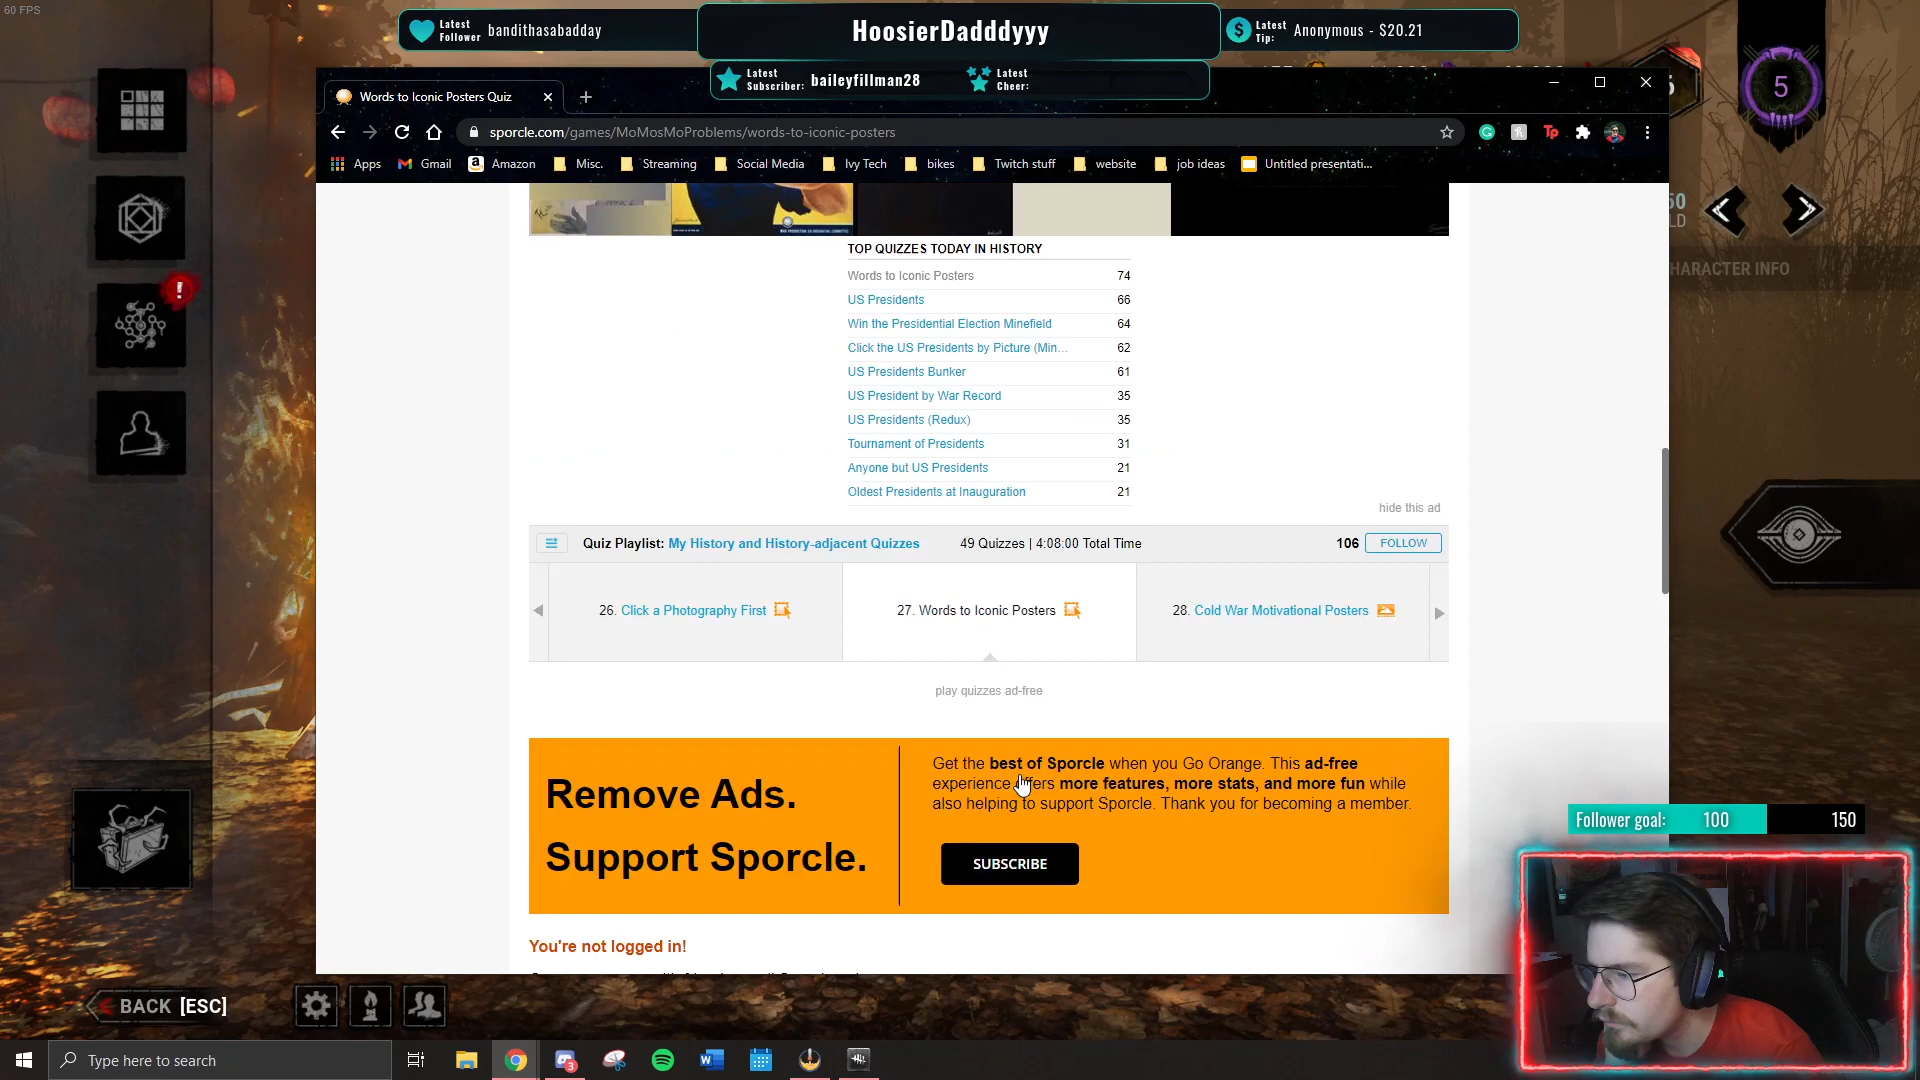 60 FPS
Latest Follower bandithasabadday
HoosierDadddyyy
Latest Tip: Anonymous - $20.21
Latest Subscriber: baileyfillman28
Latest Cheer:
Words to Iconic Posters Quiz
sporcle.com/games/MoMosMoProblems/words-to-iconic-posters
Apps Gmail Amazon Misc. Streaming Social Media Ivy Tech bikes Twitch stuff website job ideas Untitled presentati...
5
CHARACTER INFO
TOP QUIZZES TODAY IN HISTORY
Words to Iconic Posters 74
US Presidents 66
Win the Presidential Election Minefield 64
Click the US Presidents by Picture (Min... 62
US Presidents Bunker 61
US President by War Record 35
US Presidents (Redux) 35
Tournament of Presidents 31
Anyone but US Presidents 21
Oldest Presidents at Inauguration 21
hide this ad
Quiz Playlist: My History and History-adjacent Quizzes 49 Quizzes | 4:08:00 Total Time 106 FOLLOW
26. Click a Photography First
27. Words to Iconic Posters
28. Cold War Motivational Posters
play quizzes ad-free
Remove Ads.
Support Sporcle.
Get the best of Sporcle when you Go Orange. This ad-free
experience offers more features, more stats, and more fun while
also helping to support Sporcle. Thank you for becoming a member.
SUBSCRIBE
You're not logged in!
Follower goal: 100 150
BACK [ESC]
Type here to search
3